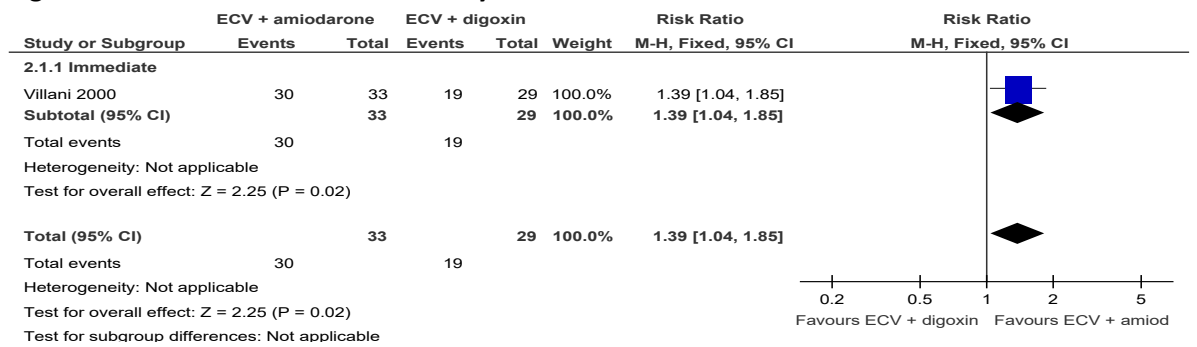 ECV + amiodarone ECV + digoxin Risk Ratio Risk Ratio
Study or Subgroup Events Total Events Total Weight M-H, Fixed, 95% CI M-H, Fixed, 95% CI
2.1.1 Immediate
Villani 2000 30 33 19 29 100.0% 1.39 [1.04, 1.85]
Subtotal (95% CI) 33 29 100.0% 1.39 [1.04, 1.85]
Total events 30 19
Heterogeneity: Not applicable
Test for overall effect: Z = 2.25 (P = 0.02)
Total (95% CI) 33 29 100.0% 1.39 [1.04, 1.85]
Total events 30 19
Heterogeneity: Not applicable
Test for overall effect: Z = 2.25 (P = 0.02)
Test for subgroup differences: Not applicable
0.2 0.5 1 2 5
Favours ECV + digoxin Favours ECV + amiod